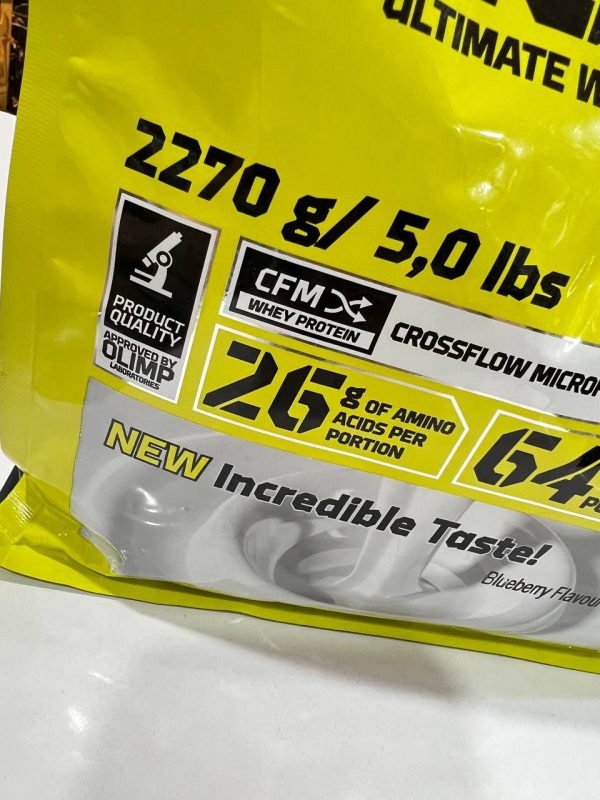 ULTIMATE W
2270 g/ 5,0 lbs
PRODUCT
QUALITY
APPROVED BY
OLIMP
LABORATORIES
CFM
WHEY PROTEIN
CROSSFLOW
26 g OF AMINO
ACIDS PER
PORTION
64
NEW Incredible Taste!
Blueberry Flavour